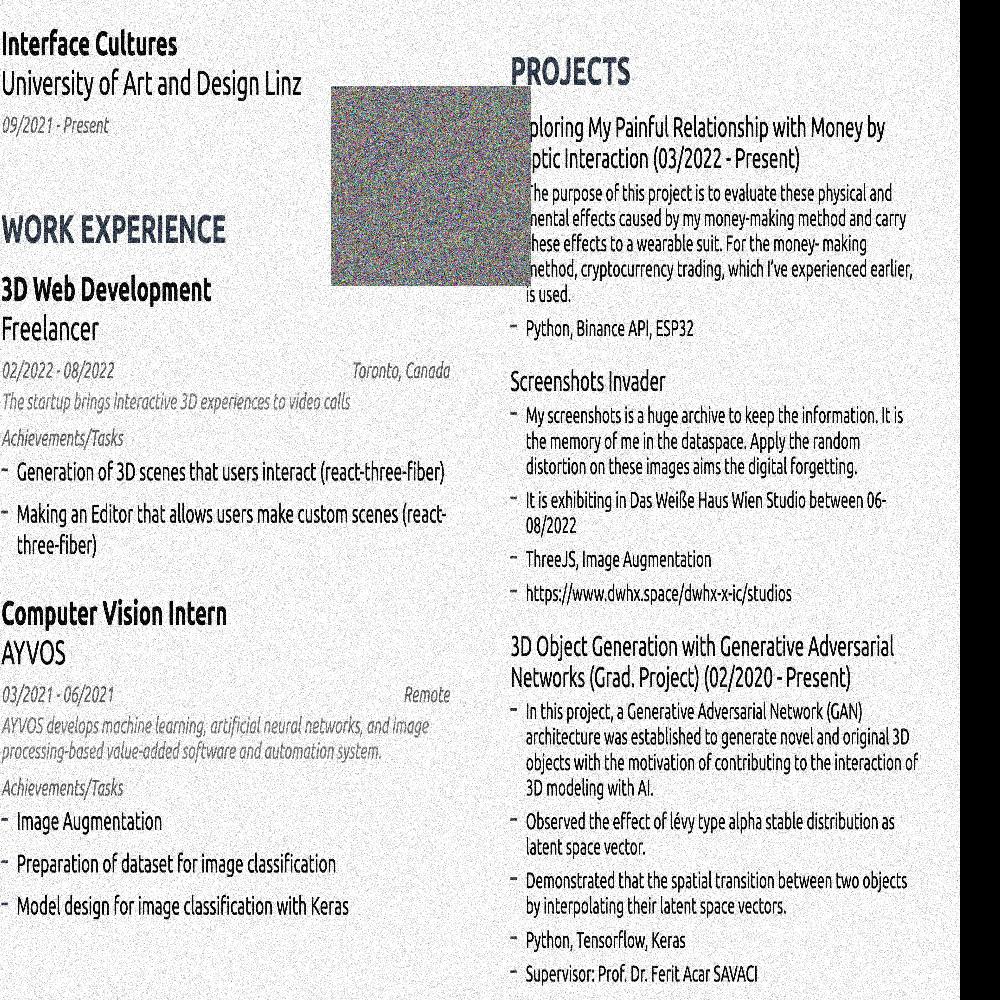 Interface Cultures
University of Art and Design Linz
09/2021 - Present
WORK EXPERIENCE
3D Web Development
Freelancer
02/2022 - 08/2022 Toronto, Canada
The startup brings interactive 3D experiences to video calls
Achievements/Tasks
- Generation of 3D scenes that users interact (react-three-fiber)
- Making an Editor that allows users make custom scenes (react-
three-fiber)
Computer Vision Intern
AYVOS
03/2021 - 06/2021 Remote
AYVOS develops machine learning, artificial neural networks, and image
processing-based value-added software and automation system.
Achievements/Tasks
- Image Augmentation
- Preparation of dataset for image classification
- Model design for image classification with Keras
PROJECTS
My Painful Relationship with Money by
Interaction (03/2022 - Present)
The purpose of this project is to evaluate these physical and
effects caused by my money-making method and carry
effects to a wearable suit. For the money- making
cryptocurrency trading, which I've experienced earlier,
is used.
- Python, Binance API, ESP32
Screenshots Invader
- My screenshots is a huge archive to keep the information. It is
the memory of me in the dataspace. Apply the random
distortion on these images aims the digital forgetting.
- It is exhibiting in Das Weiße Haus Wien Studio between 06-
08/2022
- ThreeJS, Image Augmentation
- https://www.dwhx.space/dwhx-x-ic/studios
3D Object Generation with Generative Adversarial
Networks (Grad. Project) (02/2020 - Present)
- In this project, a Generative Adversarial Network (GAN)
architecture was established to generate novel and original 3D
objects with the motivation of contributing to the interaction of
3D modeling with AI.
- Observed the effect of lévy type alpha stable distribution as
latent space vector.
- Demonstrated that the spatial transition between two objects
by interpolating their latent space vectors.
- Python, Tensorflow, Keras
- Supervisor: Prof. Dr. Ferit Acar SAVACI